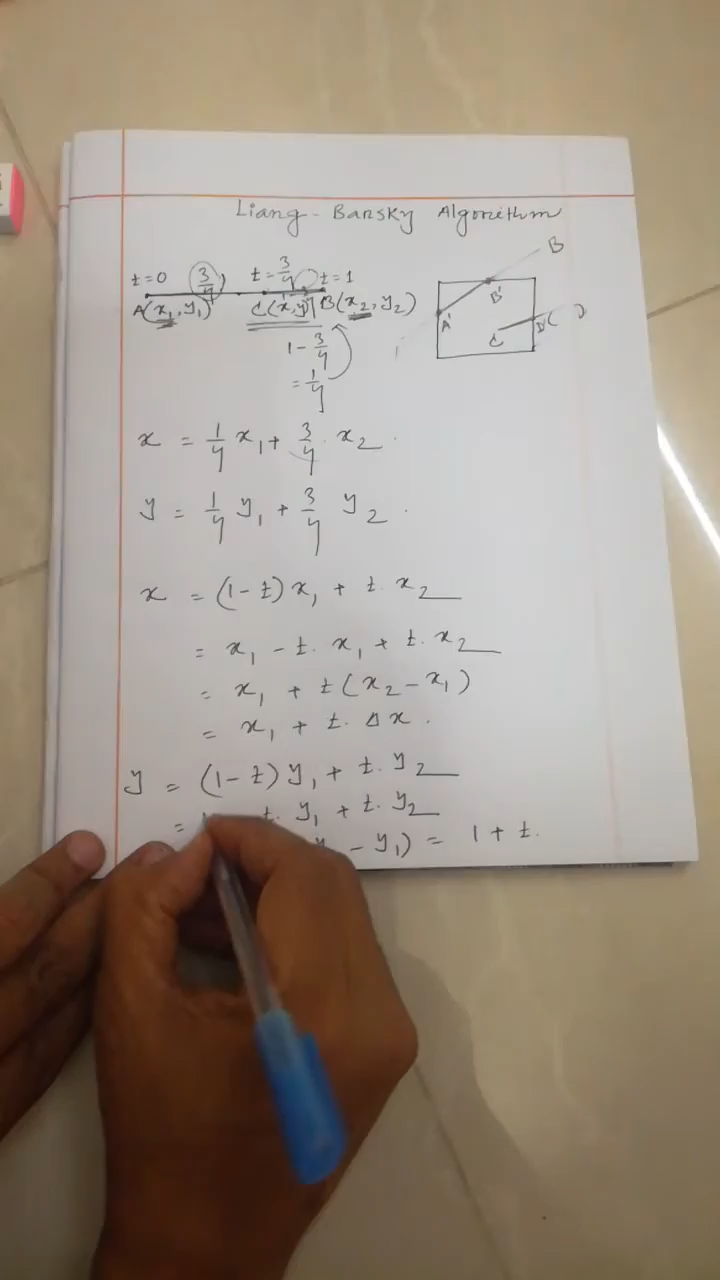 Liang-Barsky Algorithm
t=0 3/4 t=3/4 t=1
A(x₁,y₁) C(x,y) B(x₂,y₂)
1-3/4
=1/4
B
B'
A'
C
D'
x = 1/4 x₁ + 3/4 . x₂ .
y = 1/4 y₁ + 3/4 y₂ .
x = (1-t) x₁ + t. x₂
= x₁ - t. x₁ + t. x₂
= x₁ + t(x₂-x₁)
= x₁ + t. Δx .
y = (1-t) y₁ + t. y₂
= t. y₁ + t. y₂
- y₁) = 1 + t.